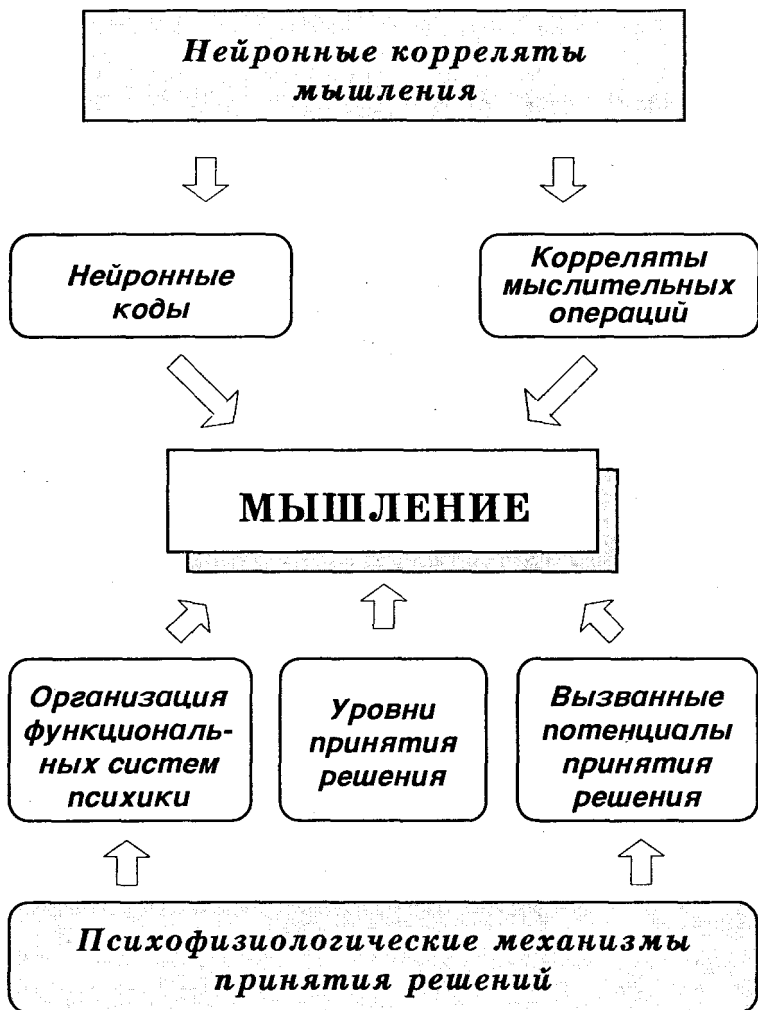 Нейронные корреляты
мышления
Нейронные
коды
Корреляты
мыслительных
операций
МЫШЛЕНИЕ
Организация
функциональ-
ных систем
психики
Уровни
принятия
решения
Вызванные
потенциалы
принятия
решения
Психофизиологические механизмы
принятия решений